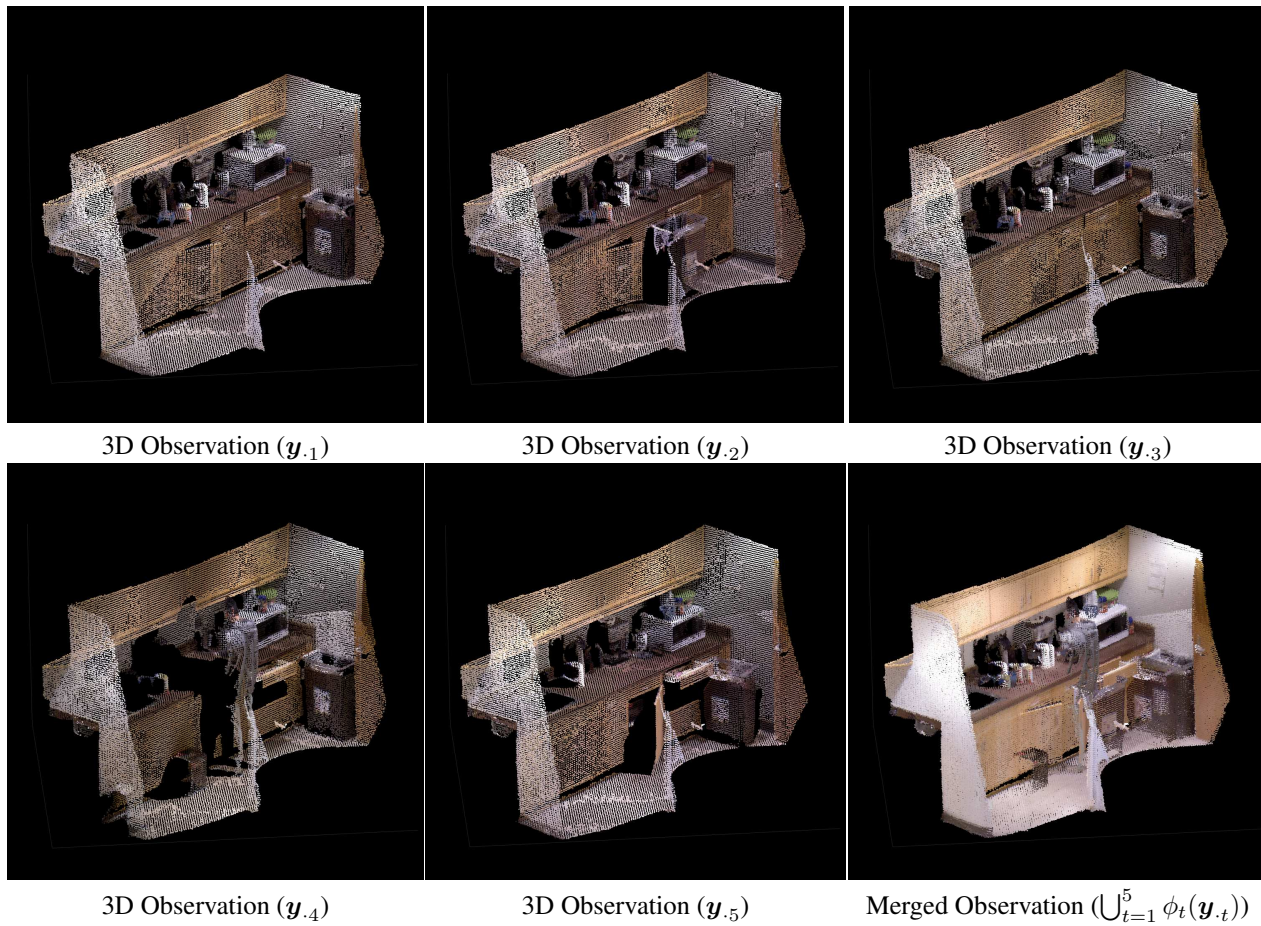 3D Observation (𝒚.₁)
3D Observation (𝒚.₂)
3D Observation (𝒚.₃)
3D Observation (𝒚.₄)
3D Observation (𝒚.₅)
Merged Observation (⋃⁵ₜ₌₁ ϕₜ(𝒚.ₜ))